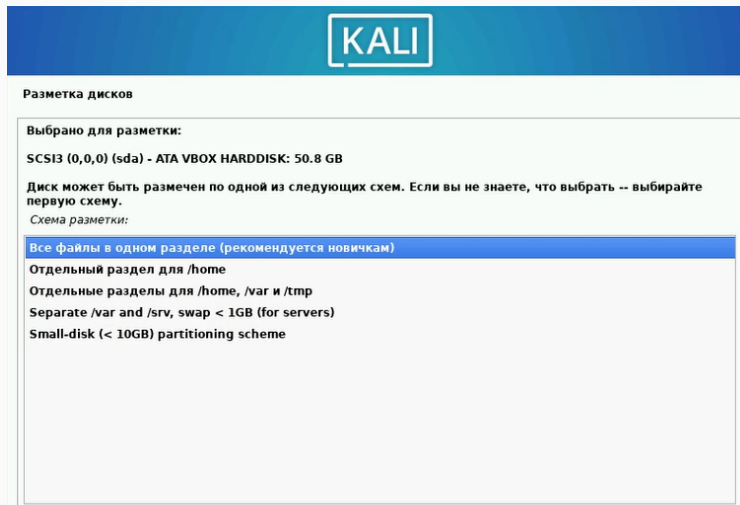 KALI
Разметка дисков
Выбрано для разметки:
SCSI3 (0,0,0) (sda) - ATA VBOX HARDDISK: 50.8 GB
Диск может быть размечен по одной из следующих схем. Если вы не знаете, что выбрать -- выбирайте
первую схему.
Схема разметки:
Все файлы в одном разделе (рекомендуется новичкам)
Отдельный раздел для /home
Отдельные разделы для /home, /var и /tmp
Separate /var and /srv, swap < 1GB (for servers)
Small-disk (< 10GB) partitioning scheme